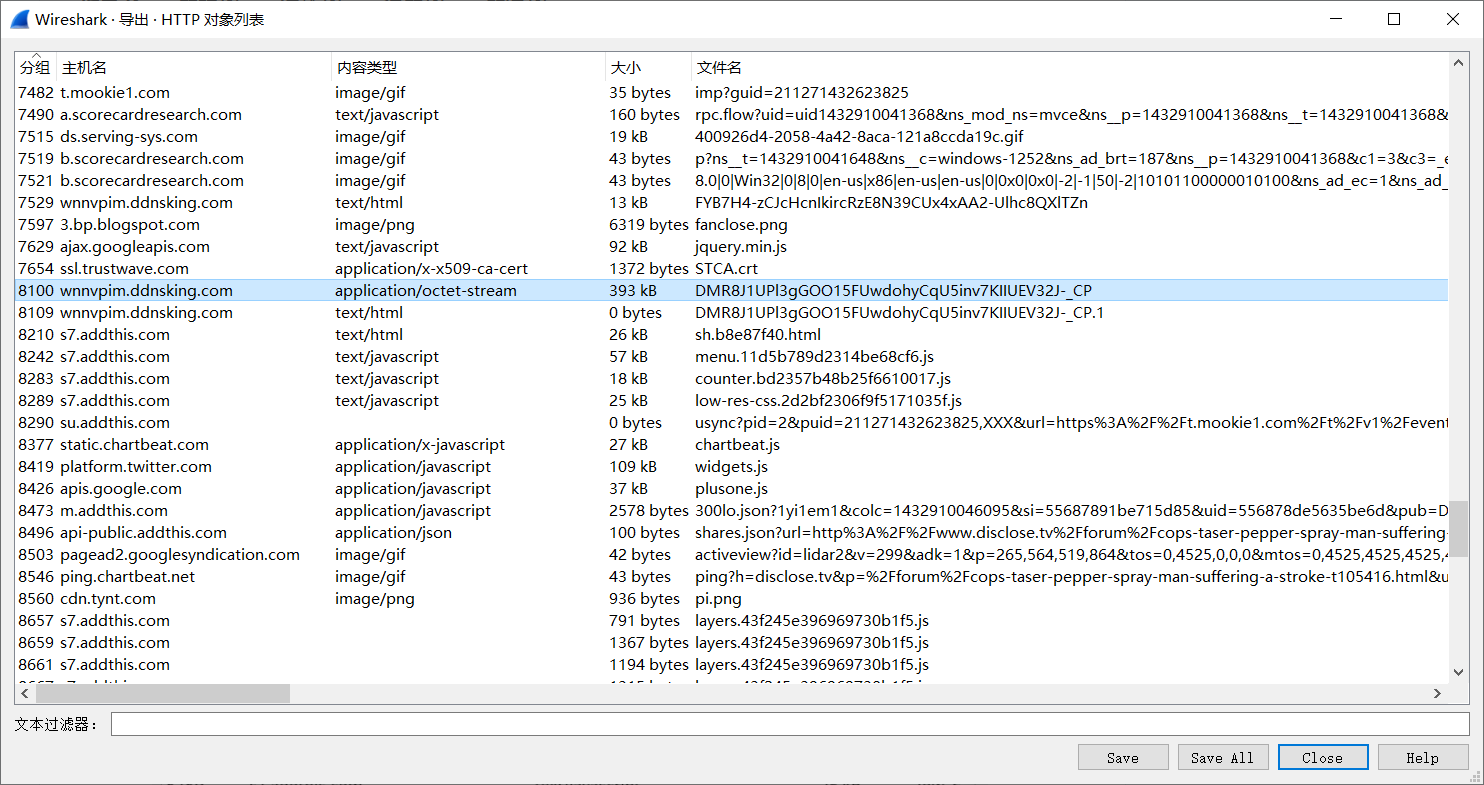 Wireshark · 导出 · HTTP 对象列表
分组 主机名 内容类型 大小 文件名
7482 t.mookie1.com image/gif 35 bytes imp?guid=211271432623825
7490 a.scorecardresearch.com text/javascript 160 bytes rpc.flow?uid=uid1432910041368&ns_mod_ns=mvce&ns__p=1432910041368&ns__t=1432910041368&
7515 ds.serving-sys.com image/gif 19 kB 400926d4-2058-4a42-8aca-121a8ccda19c.gif
7519 b.scorecardresearch.com image/gif 43 bytes p?ns__t=1432910041648&ns__c=windows-1252&ns_ad_brt=187&ns__p=1432910041368&c1=3&c3=_e
7521 b.scorecardresearch.com image/gif 43 bytes 8.0|0|Win32|0|8|0|en-us|x86|en-us|en-us|0|0x0|0x0|-2|-1|50|-2|10101100000010100&ns_ad_ec=1&ns_ad_
7529 wnnvpim.ddnsking.com text/html 13 kB FYB7H4-zCJcHcnIkircRzE8N39CUx4xAA2-Ulhc8QXlTZn
7597 3.bp.blogspot.com image/png 6319 bytes fanclose.png
7629 ajax.googleapis.com text/javascript 92 kB jquery.min.js
7654 ssl.trustwave.com application/x-x509-ca-cert 1372 bytes STCA.crt
8100 wnnvpim.ddnsking.com application/octet-stream 393 kB DMR8J1UPl3gGOO15FUwdohyCqU5inv7KIIUEV32J-_CP
8109 wnnvpim.ddnsking.com text/html 0 bytes DMR8J1UPl3gGOO15FUwdohyCqU5inv7KIIUEV32J-_CP.1
8210 s7.addthis.com text/html 26 kB sh.b8e87f40.html
8242 s7.addthis.com text/javascript 57 kB menu.11d5b789d2314be68cf6.js
8283 s7.addthis.com text/javascript 18 kB counter.bd2357b48b25f6610017.js
8289 s7.addthis.com text/javascript 25 kB low-res-css.2d2bf2306f9f5171035f.js
8290 su.addthis.com 0 bytes usync?pid=2&puid=211271432623825,XXX&url=https%3A%2F%2Ft.mookie1.com%2Ft%2Fv1%2Fevent
8377 static.chartbeat.com application/x-javascript 27 kB chartbeat.js
8419 platform.twitter.com application/javascript 109 kB widgets.js
8426 apis.google.com application/javascript 37 kB plusone.js
8473 m.addthis.com application/javascript 2578 bytes 300lo.json?1yi1em1&colc=1432910046095&si=55687891be715d85&uid=556878de5635be6d&pub=D
8496 api-public.addthis.com application/json 100 bytes shares.json?url=http%3A%2F%2Fwww.disclose.tv%2Fforum%2Fcops-taser-pepper-spray-man-suffering-
8503 pagead2.googlesyndication.com image/gif 42 bytes activeview?id=lidar2&v=299&adk=1&p=265,564,519,864&tos=0,4525,0,0,0&mtos=0,4525,4525,4525,4
8546 ping.chartbeat.net image/gif 43 bytes ping?h=disclose.tv&p=%2Fforum%2Fcops-taser-pepper-spray-man-suffering-a-stroke-t105416.html&u
8560 cdn.tynt.com image/png 936 bytes pi.png
8657 s7.addthis.com 791 bytes layers.43f245e396969730b1f5.js
8659 s7.addthis.com 1367 bytes layers.43f245e396969730b1f5.js
8661 s7.addthis.com 1194 bytes layers.43f245e396969730b1f5.js
文本过滤器：
Save Save All Close Help